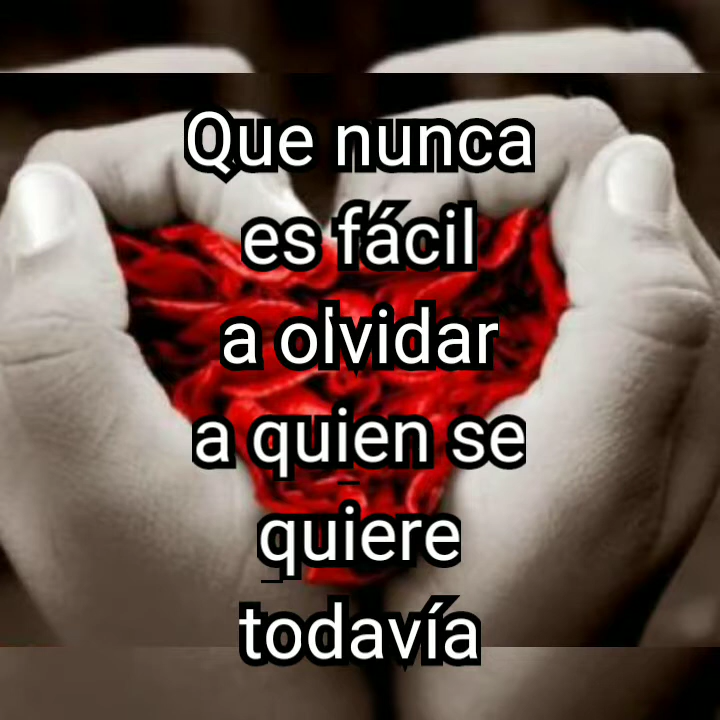 Que nunca
es fácil
a olvidar
a quien se
quiere
todavía